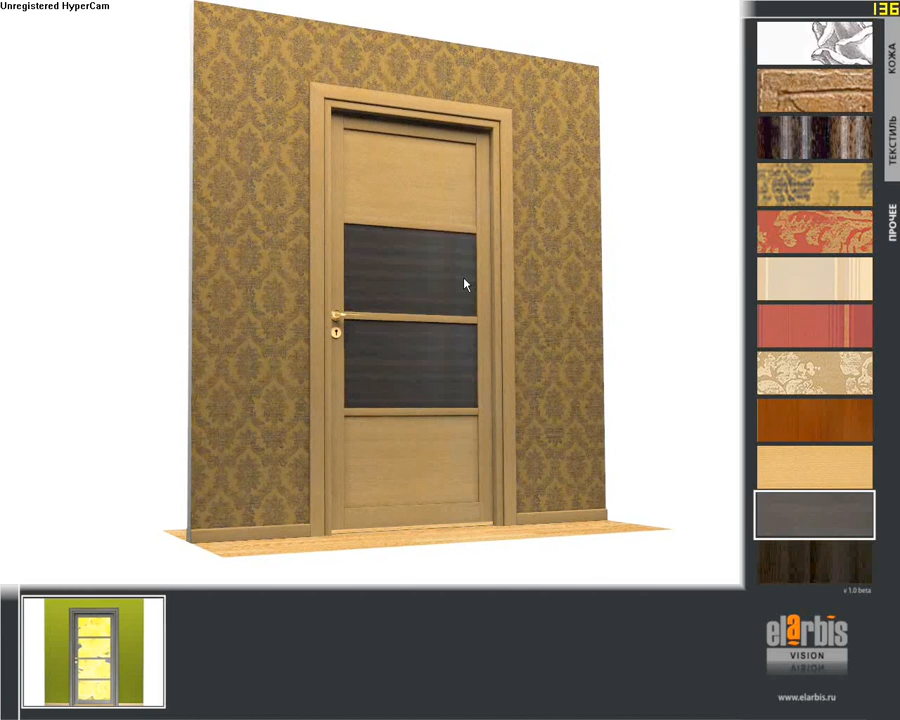 Unregistered HyperCam
136
КОЖА
ТЕКСТИЛЬ
ПРОЧЕЕ
v 1.0 beta
elarbis
VISION
www.elarbis.ru